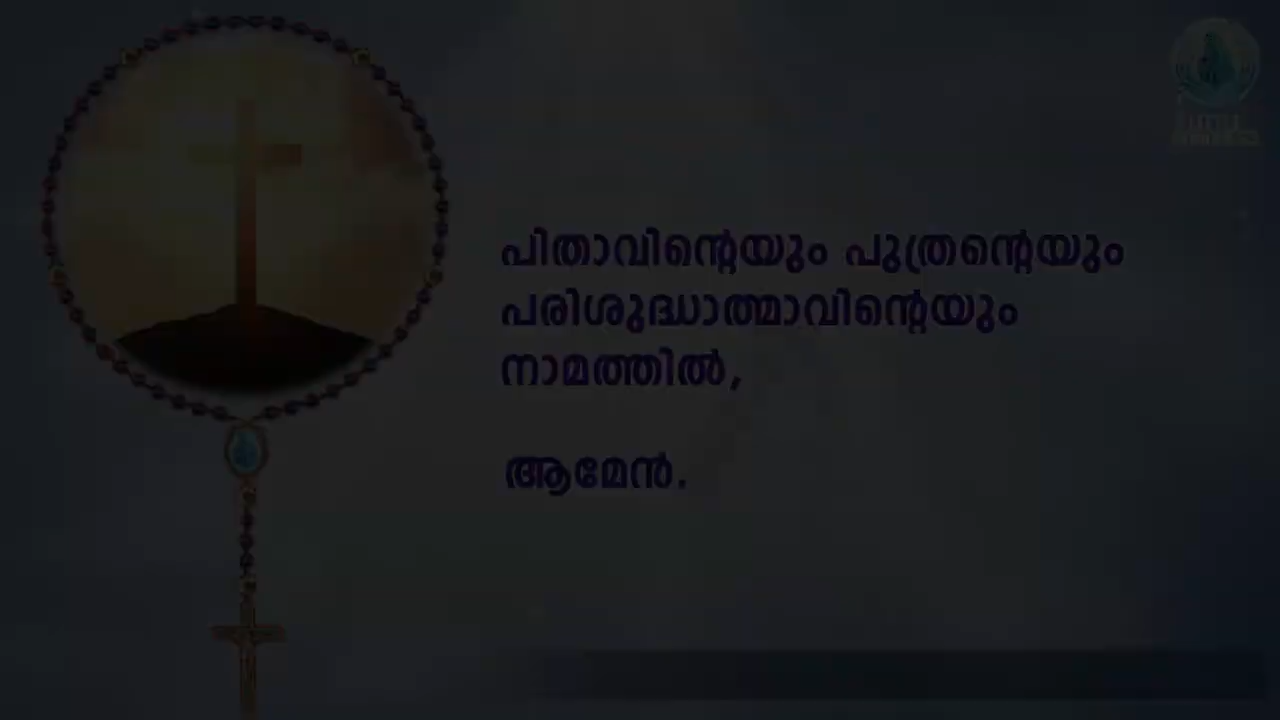 പിതാവിന്റെയും പുത്രന്റെയും
പരിശുദ്ധാത്മാവിന്റെയും
നാമത്തിൽ,
ആമേൻ.